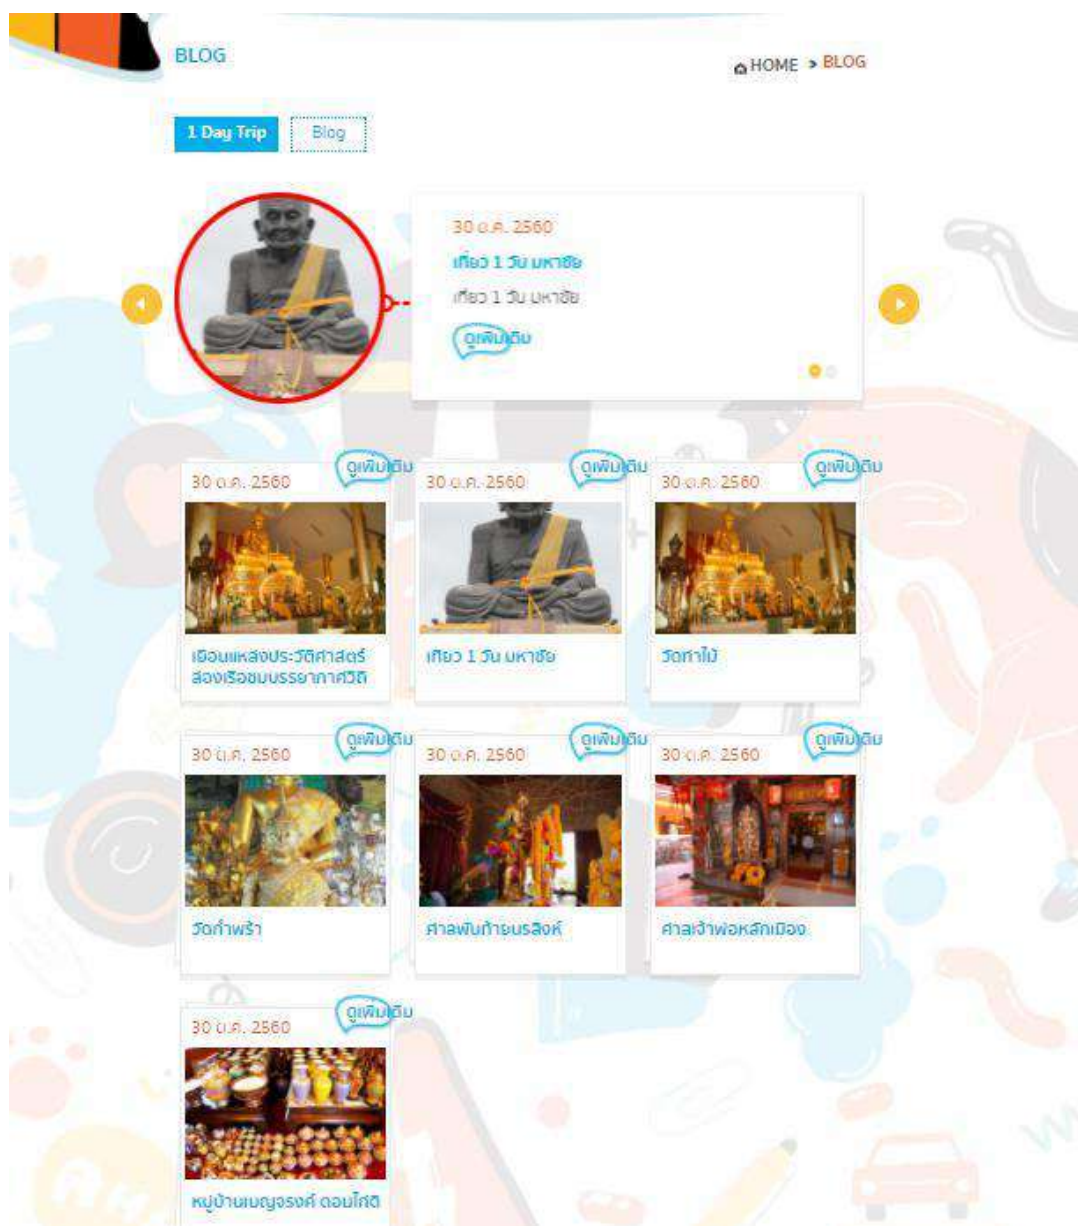 BLOG
HOME > BLOG
1 Day Trip
Blog
30 ต.ค. 2560
เที่ยว 1 วัน มหาชัย
เที่ยว 1 วัน มหาชัย
ดูเพิ่มเติม
30 ต.ค. 2560
ดูเพิ่มเติม
เยือนแหล่งประวัติศาสตร์
ล่องเรือชมบรรยากาศวิถี
30 ต.ค. 2560
ดูเพิ่มเติม
เที่ยว 1 วัน มหาชัย
30 ต.ค. 2560
ดูเพิ่มเติม
วัดท่าไม้
30 ต.ค. 2560
ดูเพิ่มเติม
วัดกำพร้า
30 ต.ค. 2560
ดูเพิ่มเติม
ศาลพันท้ายนรสิงห์
30 ต.ค. 2560
ดูเพิ่มเติม
ศาลเจ้าพ่อหลักเมือง
30 ต.ค. 2560
ดูเพิ่มเติม
หมู่บ้านเบญจรงค์ ดอนไก่ดี